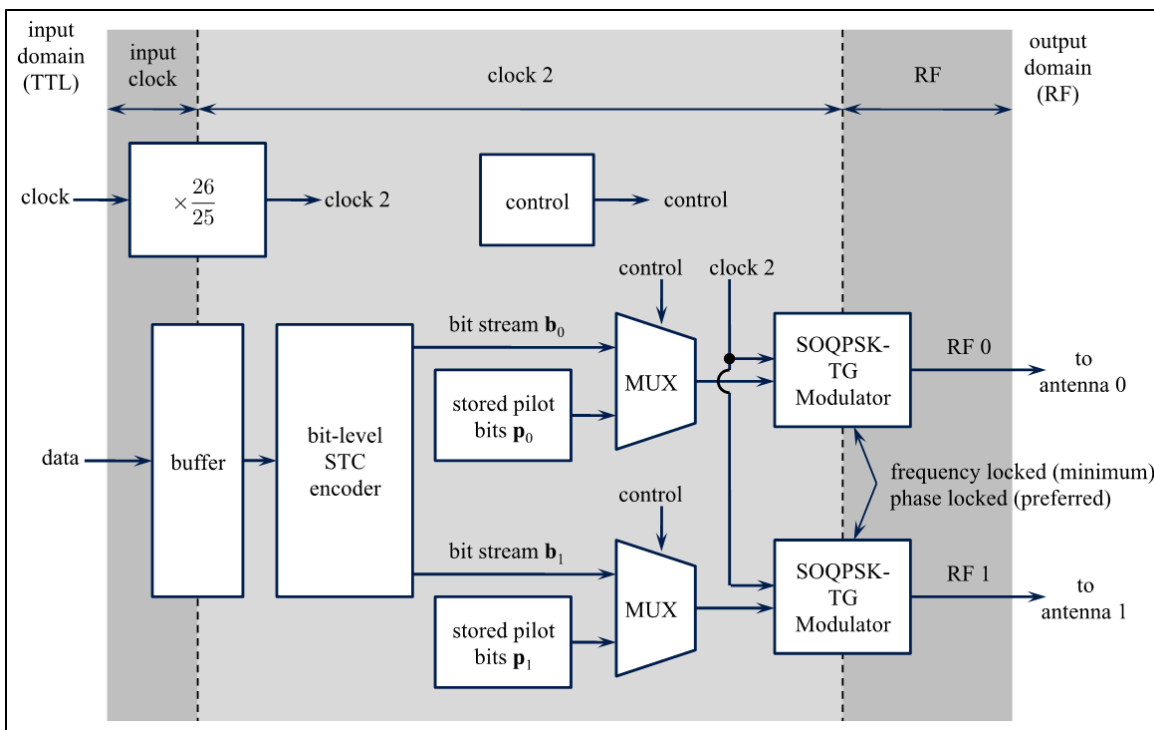 input
domain
(TTL)
input
clock
clock 2
RF
output
domain
(RF)
clock
× 26/25
clock 2
control
control
control
clock 2
bit stream b0
MUX
SOQPSK-
TG
Modulator
RF 0
to
antenna 0
stored pilot
bits p0
data
buffer
bit-level
STC
encoder
frequency locked (minimum)
phase locked (preferred)
control
bit stream b1
MUX
SOQPSK-
TG
Modulator
RF 1
to
antenna 1
stored pilot
bits p1